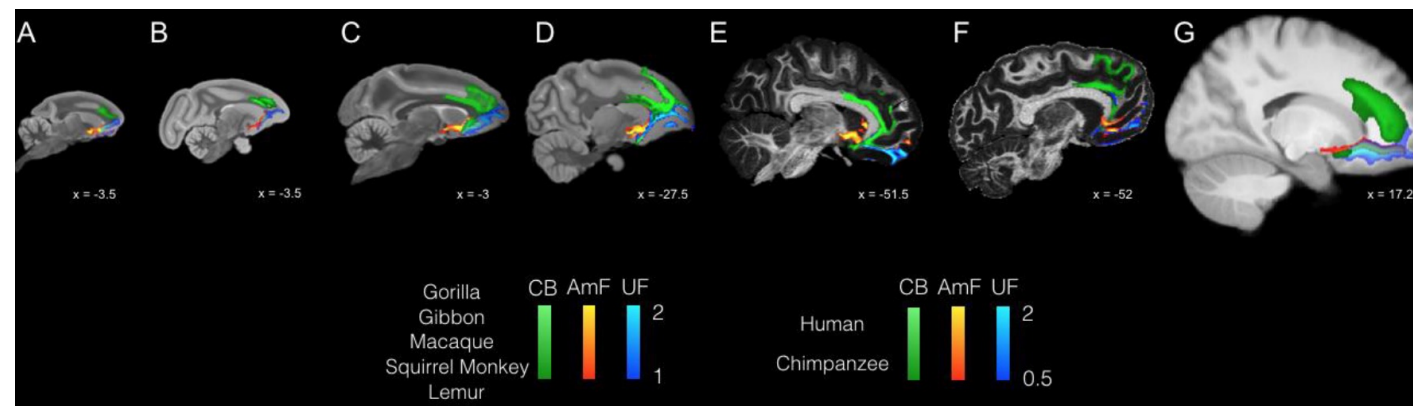 A B C D E F G
x = -3.5 x = -3.5 x = -3 x = -27.5 x = -51.5 x = -52 x = 17.2
Gorilla
Gibbon
Macaque
Squirrel Monkey
Lemur
CB AmF UF
2
1
Human
Chimpanzee
CB AmF UF
2
0.5